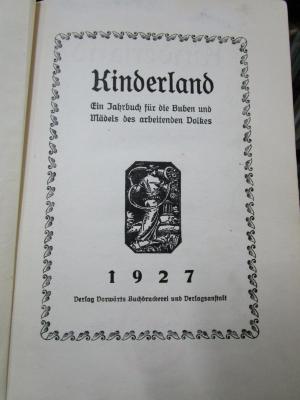 Kinderland
Ein Jahrbuch für die Buben und
Mädels des arbeitenden Volkes
1927
Verlag Vorwärts Buchdruckerei und Verlagsanstalt